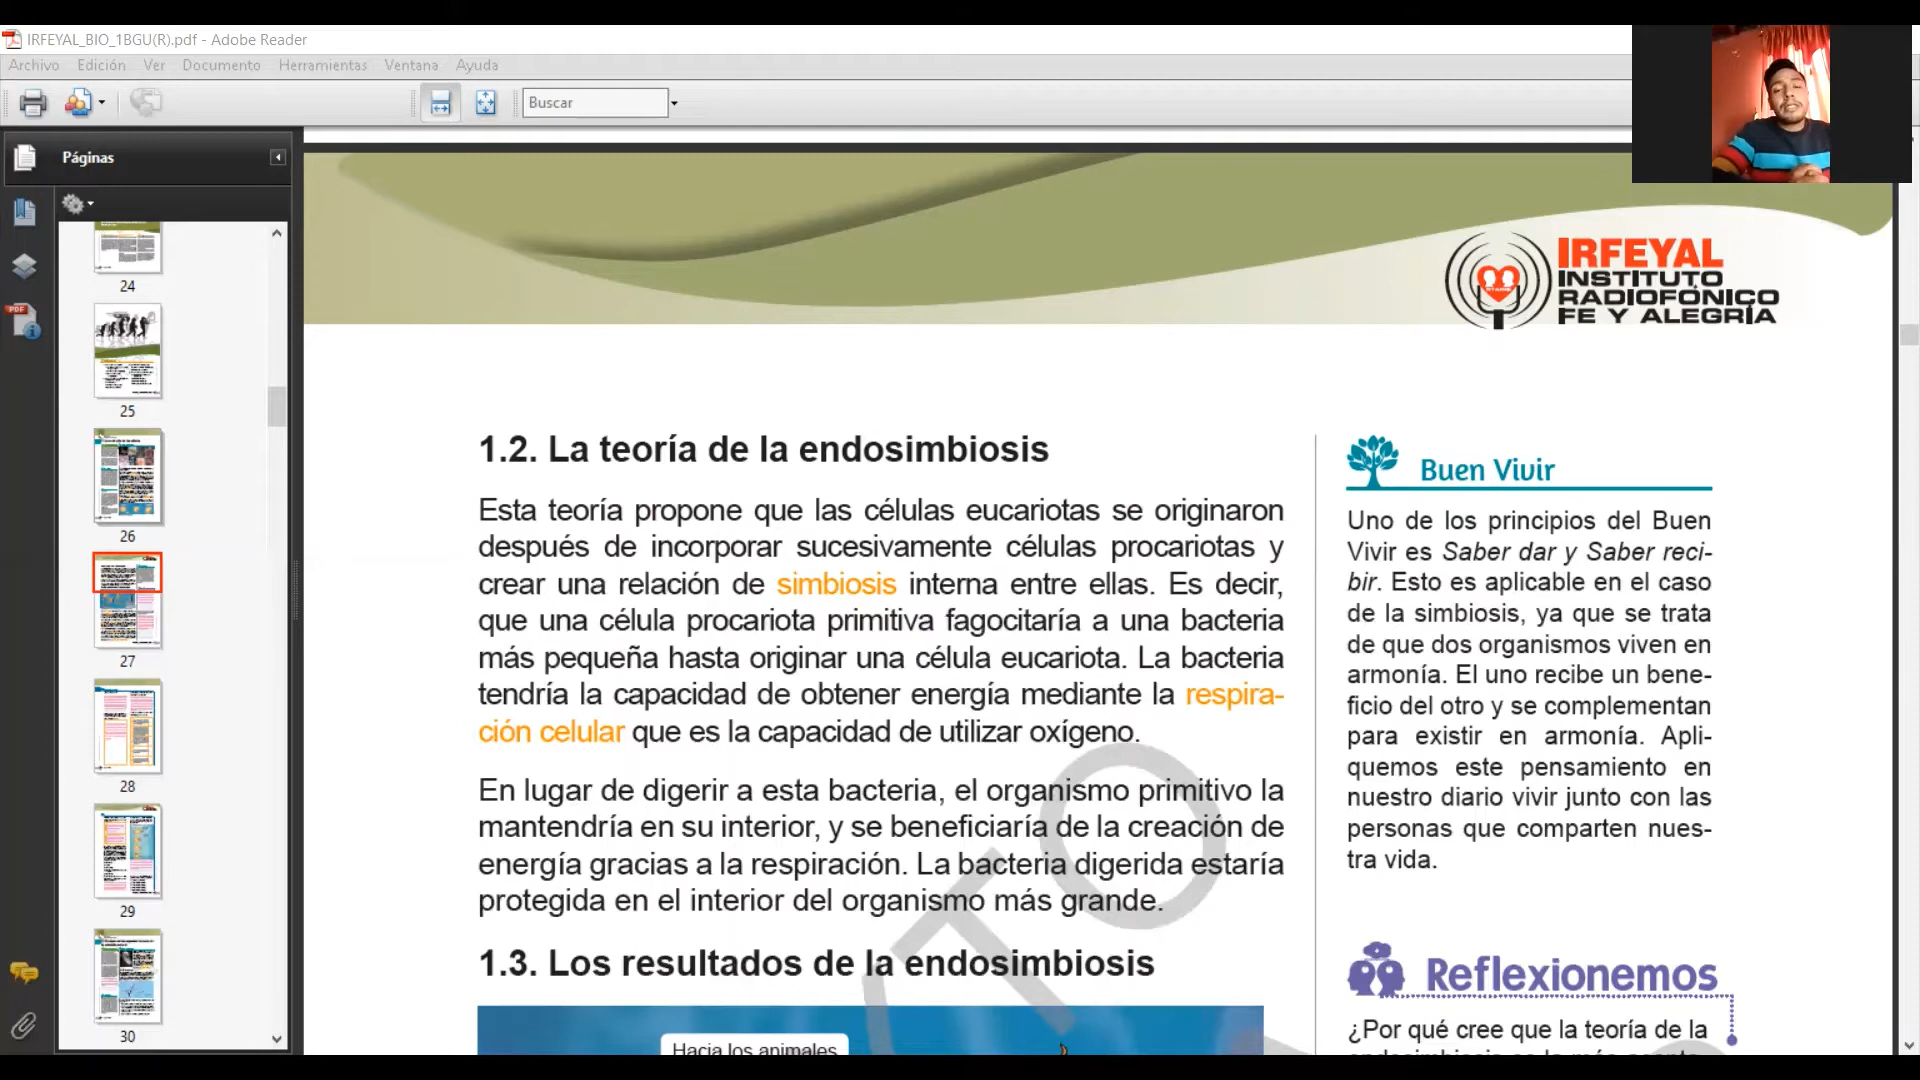 IRFEYAL_BIO_1BGU(R).pdf - Adobe Reader
Archivo Edición Ver Documento Herramientas Ventana Ayuda
Buscar
Páginas
24
25
26
27
28
29
30
IRFEYAL
INSTITUTO
RADIOFÓNICO
FE Y ALEGRÍA
1.2. La teoría de la endosimbiosis
Esta teoría propone que las células eucariotas se originaron
después de incorporar sucesivamente células procariotas y
crear una relación de simbiosis interna entre ellas. Es decir,
que una célula procariota primitiva fagocitaría a una bacteria
más pequeña hasta originar una célula eucariota. La bacteria
tendría la capacidad de obtener energía mediante la respira-
ción celular que es la capacidad de utilizar oxígeno.
En lugar de digerir a esta bacteria, el organismo primitivo la
mantendría en su interior, y se beneficiaría de la creación de
energía gracias a la respiración. La bacteria digerida estaría
protegida en el interior del organismo más grande.
1.3. Los resultados de la endosimbiosis
Hacia los animales
Buen Vivir
Uno de los principios del Buen
Vivir es Saber dar y Saber reci-
bir. Esto es aplicable en el caso
de la simbiosis, ya que se trata
de que dos organismos viven en
armonía. El uno recibe un bene-
ficio del otro y se complementan
para existir en armonía. Apli-
quemos este pensamiento en
nuestro diario vivir junto con las
personas que comparten nues-
tra vida.
Reflexionemos
¿Por qué cree que la teoría de la